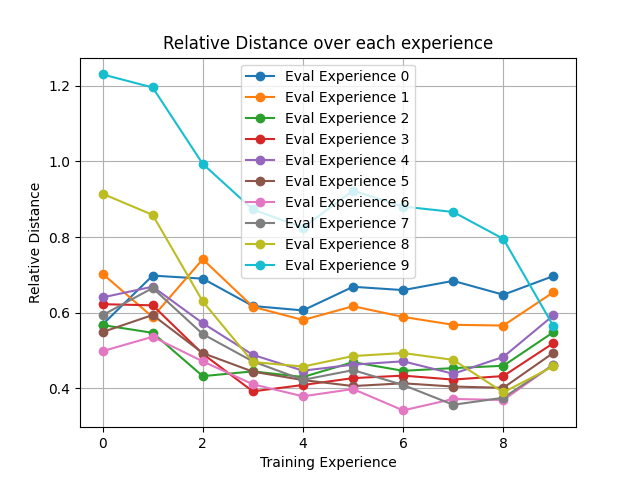 Relative Distance over each experience
Eval Experience 0
Eval Experience 1
Eval Experience 2
Eval Experience 3
Eval Experience 4
Eval Experience 5
Eval Experience 6
Eval Experience 7
Eval Experience 8
Eval Experience 9
Relative Distance
1.2
1.0
0.8
0.6
0.4
0 2 4 6 8
Training Experience